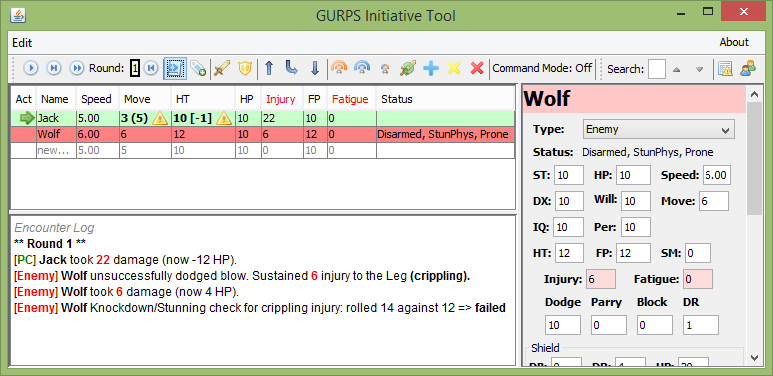 GURPS Initiative Tool
Edit About
Round: 1 Command Mode: Off Search:
Act Name Speed Move HT HP Injury FP Fatigue Status
Jack 5.00 3 (5) 10 [-1] 10 22 10 0
Wolf 6.00 6 12 10 6 12 0 Disarmed, StunPhys, Prone
new... 5.00 5 10 10 0 10 0
Encounter Log
** Round 1 **
[PC] Jack took 22 damage (now -12 HP).
[Enemy] Wolf unsuccessfully dodged blow. Sustained 6 injury to the Leg (crippling).
[Enemy] Wolf took 6 damage (now 4 HP).
[Enemy] Wolf Knockdown/Stunning check for crippling injury: rolled 14 against 12 => failed
Wolf
Type: Enemy
Status: Disarmed, StunPhys, Prone
ST: 10 HP: 10 Speed: 6.00
DX: 10 Will: 10 Move: 6
IQ: 10 Per: 10
HT: 12 FP: 12 SM: 0
Injury: 6 Fatigue: 0
Dodge Parry Block DR
10 0 0 1
Shield